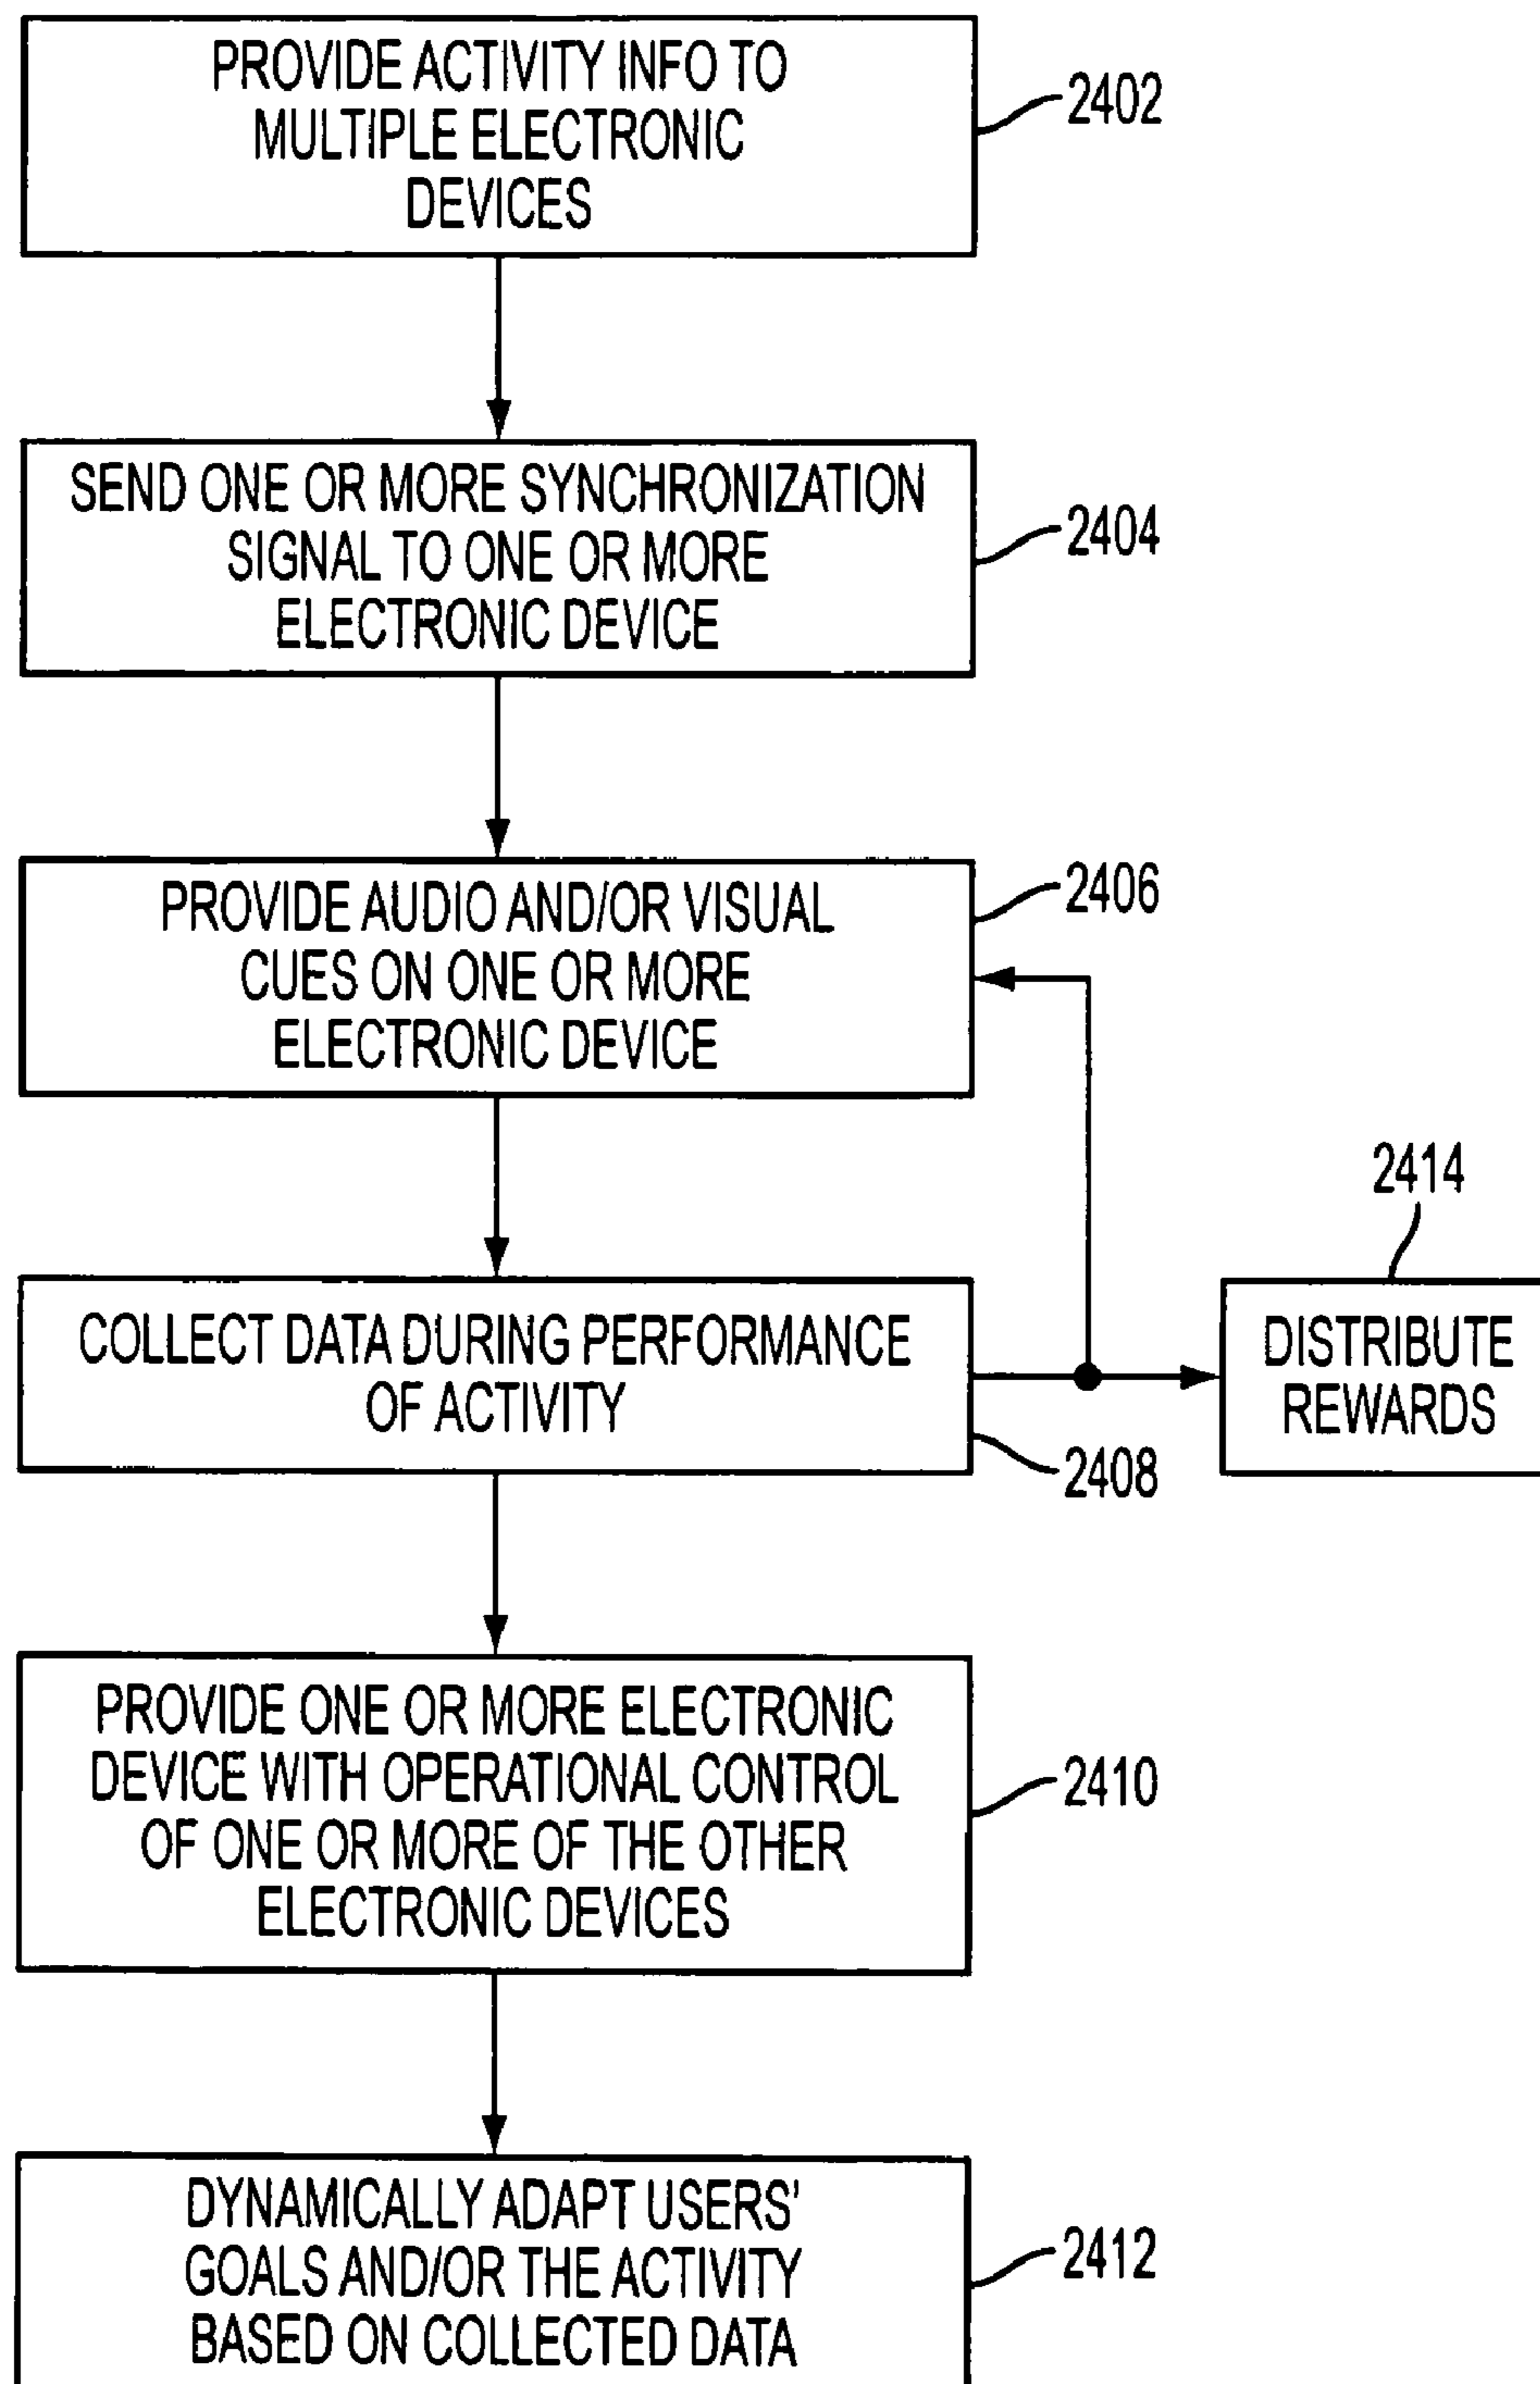 PROVIDE ACTIVITY INFO TO
MULTIPLE ELECTRONIC
DEVICES
2402
SEND ONE OR MORE SYNCHRONIZATION
SIGNAL TO ONE OR MORE
ELECTRONIC DEVICE
2404
PROVIDE AUDIO AND/OR VISUAL
CUES ON ONE OR MORE
ELECTRONIC DEVICE
2406
COLLECT DATA DURING PERFORMANCE
OF ACTIVITY
2408
2414
DISTRIBUTE
REWARDS
PROVIDE ONE OR MORE ELECTRONIC
DEVICE WITH OPERATIONAL CONTROL
OF ONE OR MORE OF THE OTHER
ELECTRONIC DEVICES
2410
DYNAMICALLY ADAPT USERS'
GOALS AND/OR THE ACTIVITY
BASED ON COLLECTED DATA
2412